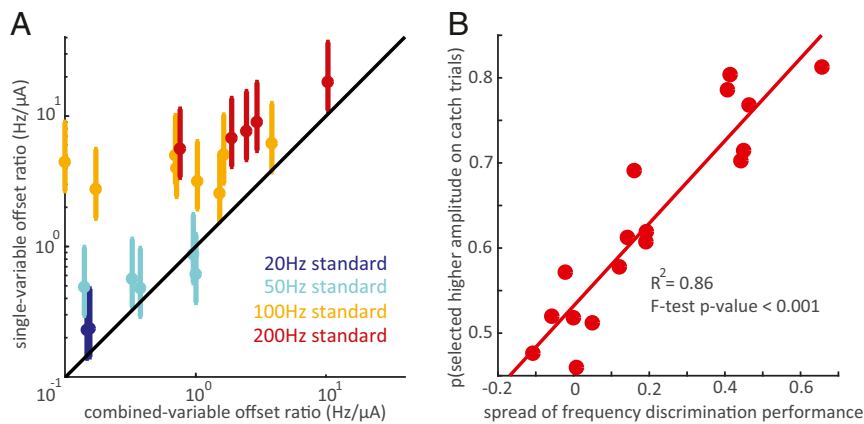 A
single-variable offset ratio (Hz/μA)
10^1
10^0
10^-1
10^0
10^1
combined-variable offset ratio (Hz/μA)
20Hz standard
50Hz standard
100Hz standard
200Hz standard
B
p(selected higher amplitude on catch trials)
0.8
0.7
0.6
0.5
-0.2
0
0.2
0.4
0.6
spread of frequency discrimination performance
R^2= 0.86
F-test p-value < 0.001